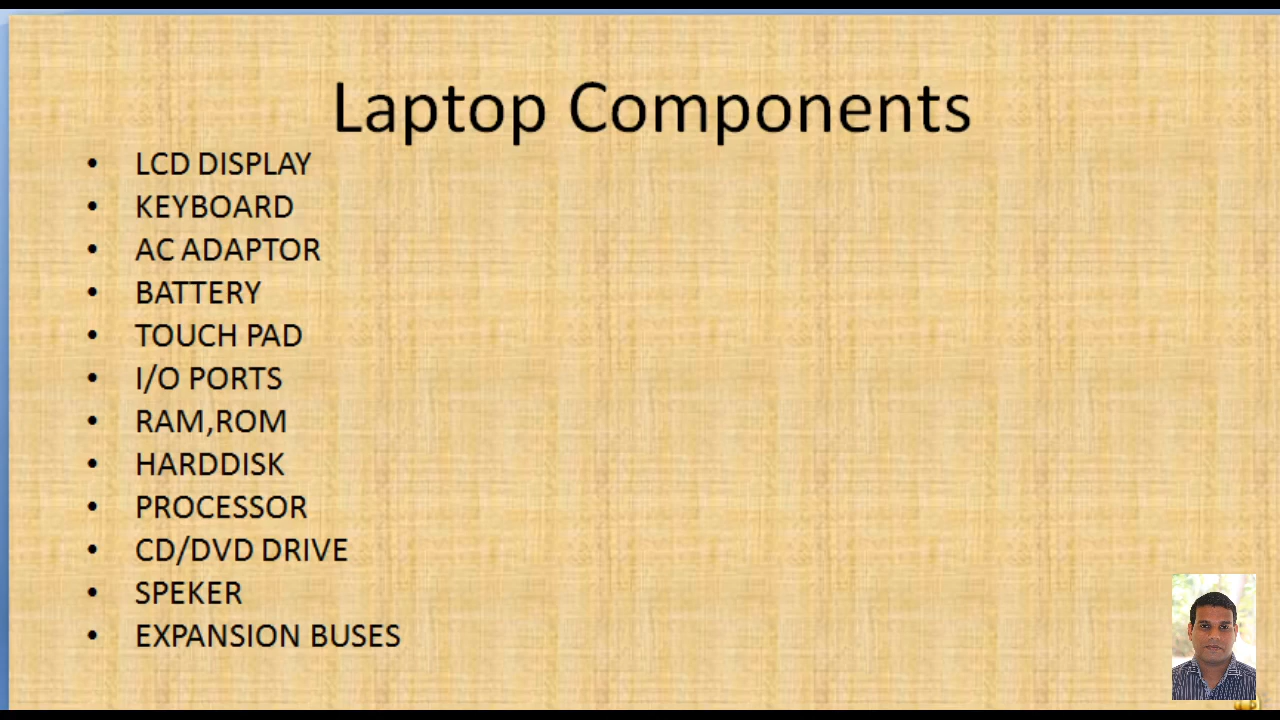 Laptop Components
• LCD DISPLAY
• KEYBOARD
• AC ADAPTOR
• BATTERY
• TOUCH PAD
• I/O PORTS
• RAM,ROM
• HARDDISK
• PROCESSOR
• CD/DVD DRIVE
• SPEKER
• EXPANSION BUSES